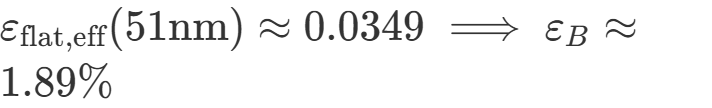 ε_flat,eff(51nm) ≈ 0.0349 ⟹ ε_B ≈
1.89%